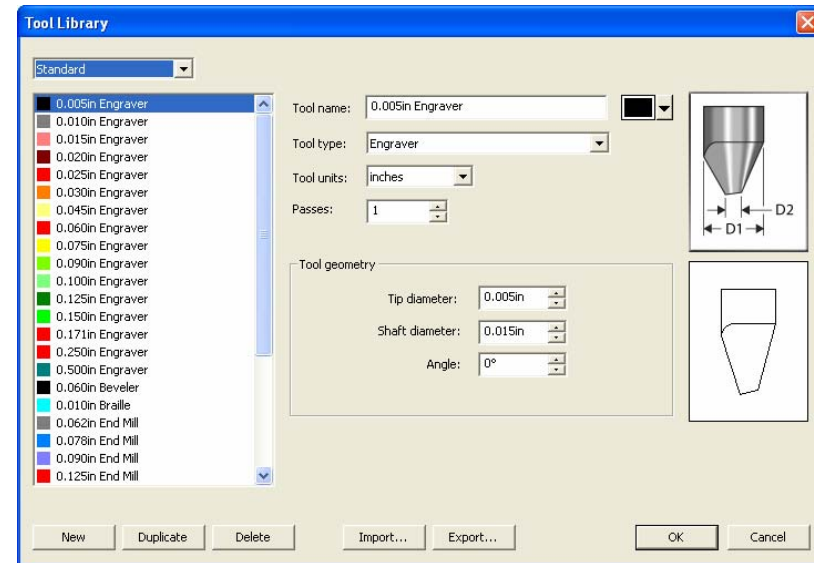 Tool Library
Standard
0.005in Engraver
0.010in Engraver
0.015in Engraver
0.020in Engraver
0.025in Engraver
0.030in Engraver
0.045in Engraver
0.060in Engraver
0.075in Engraver
0.090in Engraver
0.100in Engraver
0.125in Engraver
0.150in Engraver
0.171in Engraver
0.250in Engraver
0.500in Engraver
0.060in Beveler
0.010in Braille
0.062in End Mill
0.078in End Mill
0.090in End Mill
0.125in End Mill
Tool name: 0.005in Engraver
Tool type: Engraver
Tool units: inches
Passes: 1
Tool geometry
Tip diameter: 0.005in
Shaft diameter: 0.015in
Angle: 0°
D2
D1
New Duplicate Delete Import... Export... OK Cancel